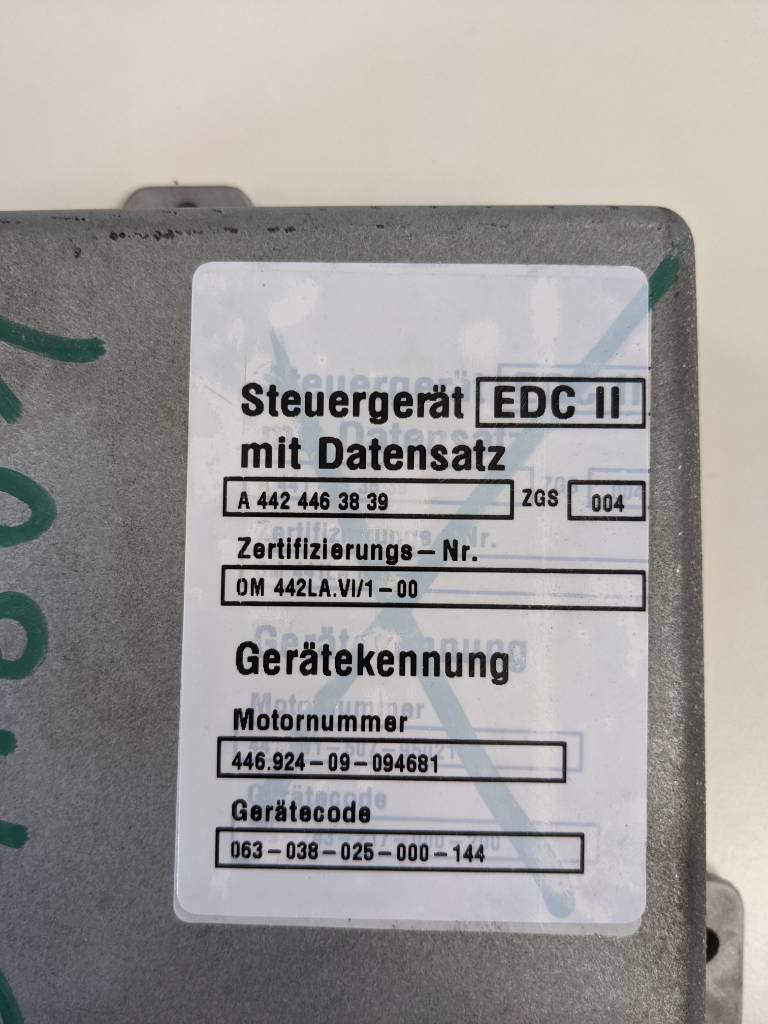 Steuergerät EDC II
mit Datensatz
A 442 446 38 39 ZGS 004
Zertifizierungs–Nr.
OM 442LA.VI/1–00
Gerätekennung
Motornummer
446.924–09–094681
Gerätecode
063–038–025–000–144